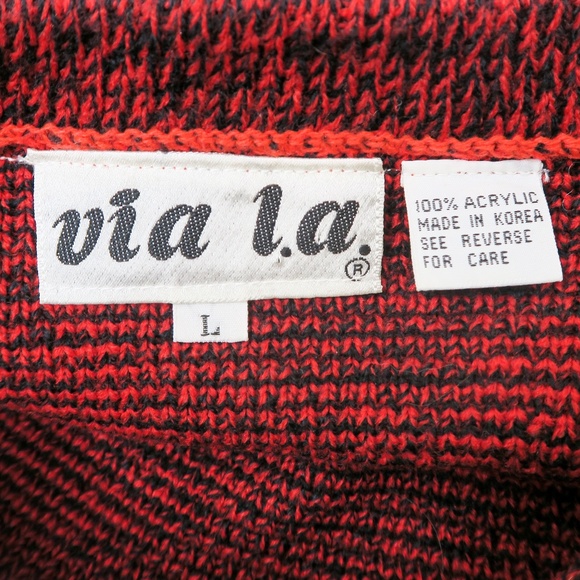 via l.a.®
L
100% ACRYLIC
MADE IN KOREA
SEE REVERSE
FOR CARE